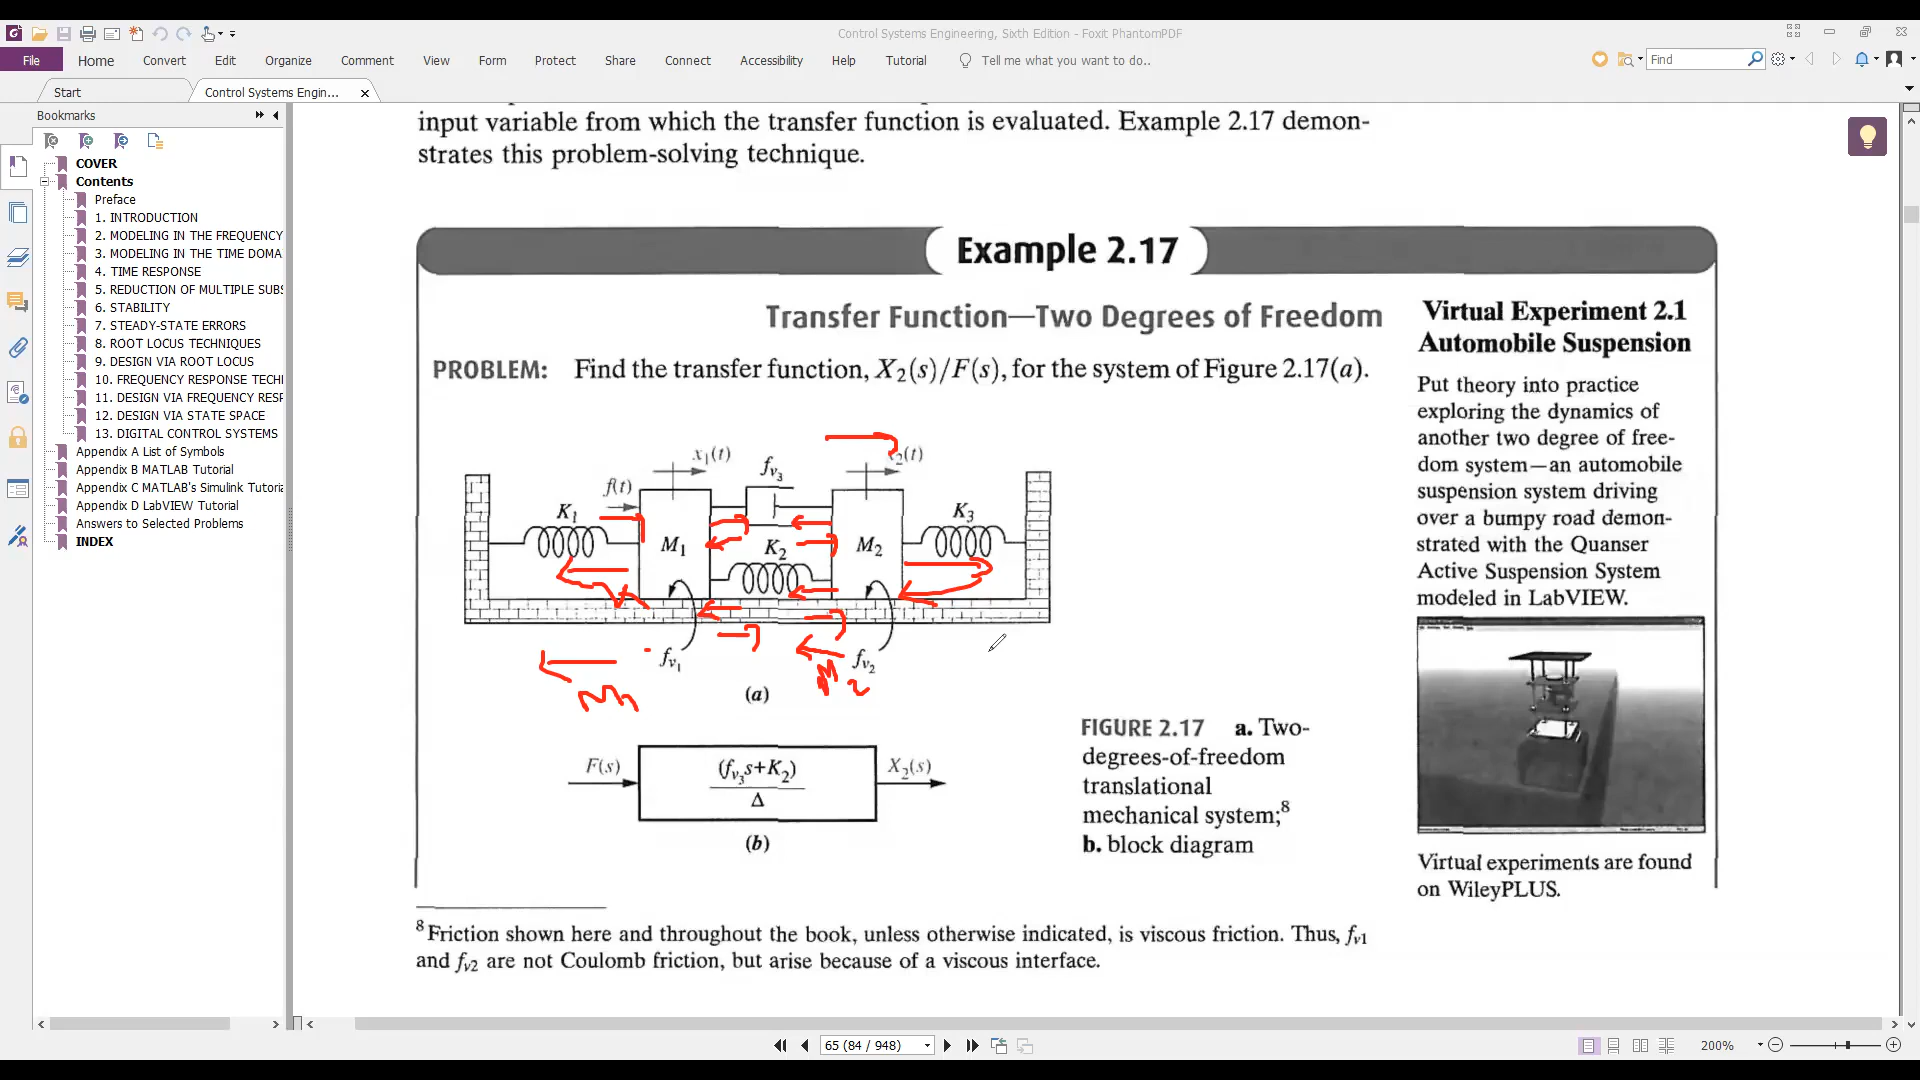 Control Systems Engineering, Sixth Edition - Foxit PhantomPDF
File Home Convert Edit Organize Comment View Form Protect Share Connect Accessibility Help Tutorial Tell me what you want to do.. Find
Start Control Systems Engin...
Bookmarks
COVER
Contents
Preface
1. INTRODUCTION
2. MODELING IN THE FREQUENCY
3. MODELING IN THE TIME DOMA
4. TIME RESPONSE
5. REDUCTION OF MULTIPLE SUBS
6. STABILITY
7. STEADY-STATE ERRORS
8. ROOT LOCUS TECHNIQUES
9. DESIGN VIA ROOT LOCUS
10. FREQUENCY RESPONSE TECHI
11. DESIGN VIA FREQUENCY RESP
12. DESIGN VIA STATE SPACE
13. DIGITAL CONTROL SYSTEMS
Appendix A List of Symbols
Appendix B MATLAB Tutorial
Appendix C MATLAB's Simulink Tutoria
Appendix D LabVIEW Tutorial
Answers to Selected Problems
INDEX
input variable from which the transfer function is evaluated. Example 2.17 demon-
strates this problem-solving technique.
Example 2.17
Transfer Function—Two Degrees of Freedom
PROBLEM: Find the transfer function, X2(s)/F(s), for the system of Figure 2.17(a).
x1(t) fv3 x2(t)
f(t)
K1 K3
M1 K2 M2
fv1 fv2
M2
(a)
F(s) (fv3s+K2) X2(s)
Δ
(b)
FIGURE 2.17 a. Two-
degrees-of-freedom
translational
mechanical system;8
b. block diagram
Virtual Experiment 2.1
Automobile Suspension
Put theory into practice
exploring the dynamics of
another two degree of free-
dom system—an automobile
suspension system driving
over a bumpy road demon-
strated with the Quanser
Active Suspension System
modeled in LabVIEW.
Virtual experiments are found
on WileyPLUS.
8Friction shown here and throughout the book, unless otherwise indicated, is viscous friction. Thus, fv1
and fv2 are not Coulomb friction, but arise because of a viscous interface.
65 (84 / 948) 200%